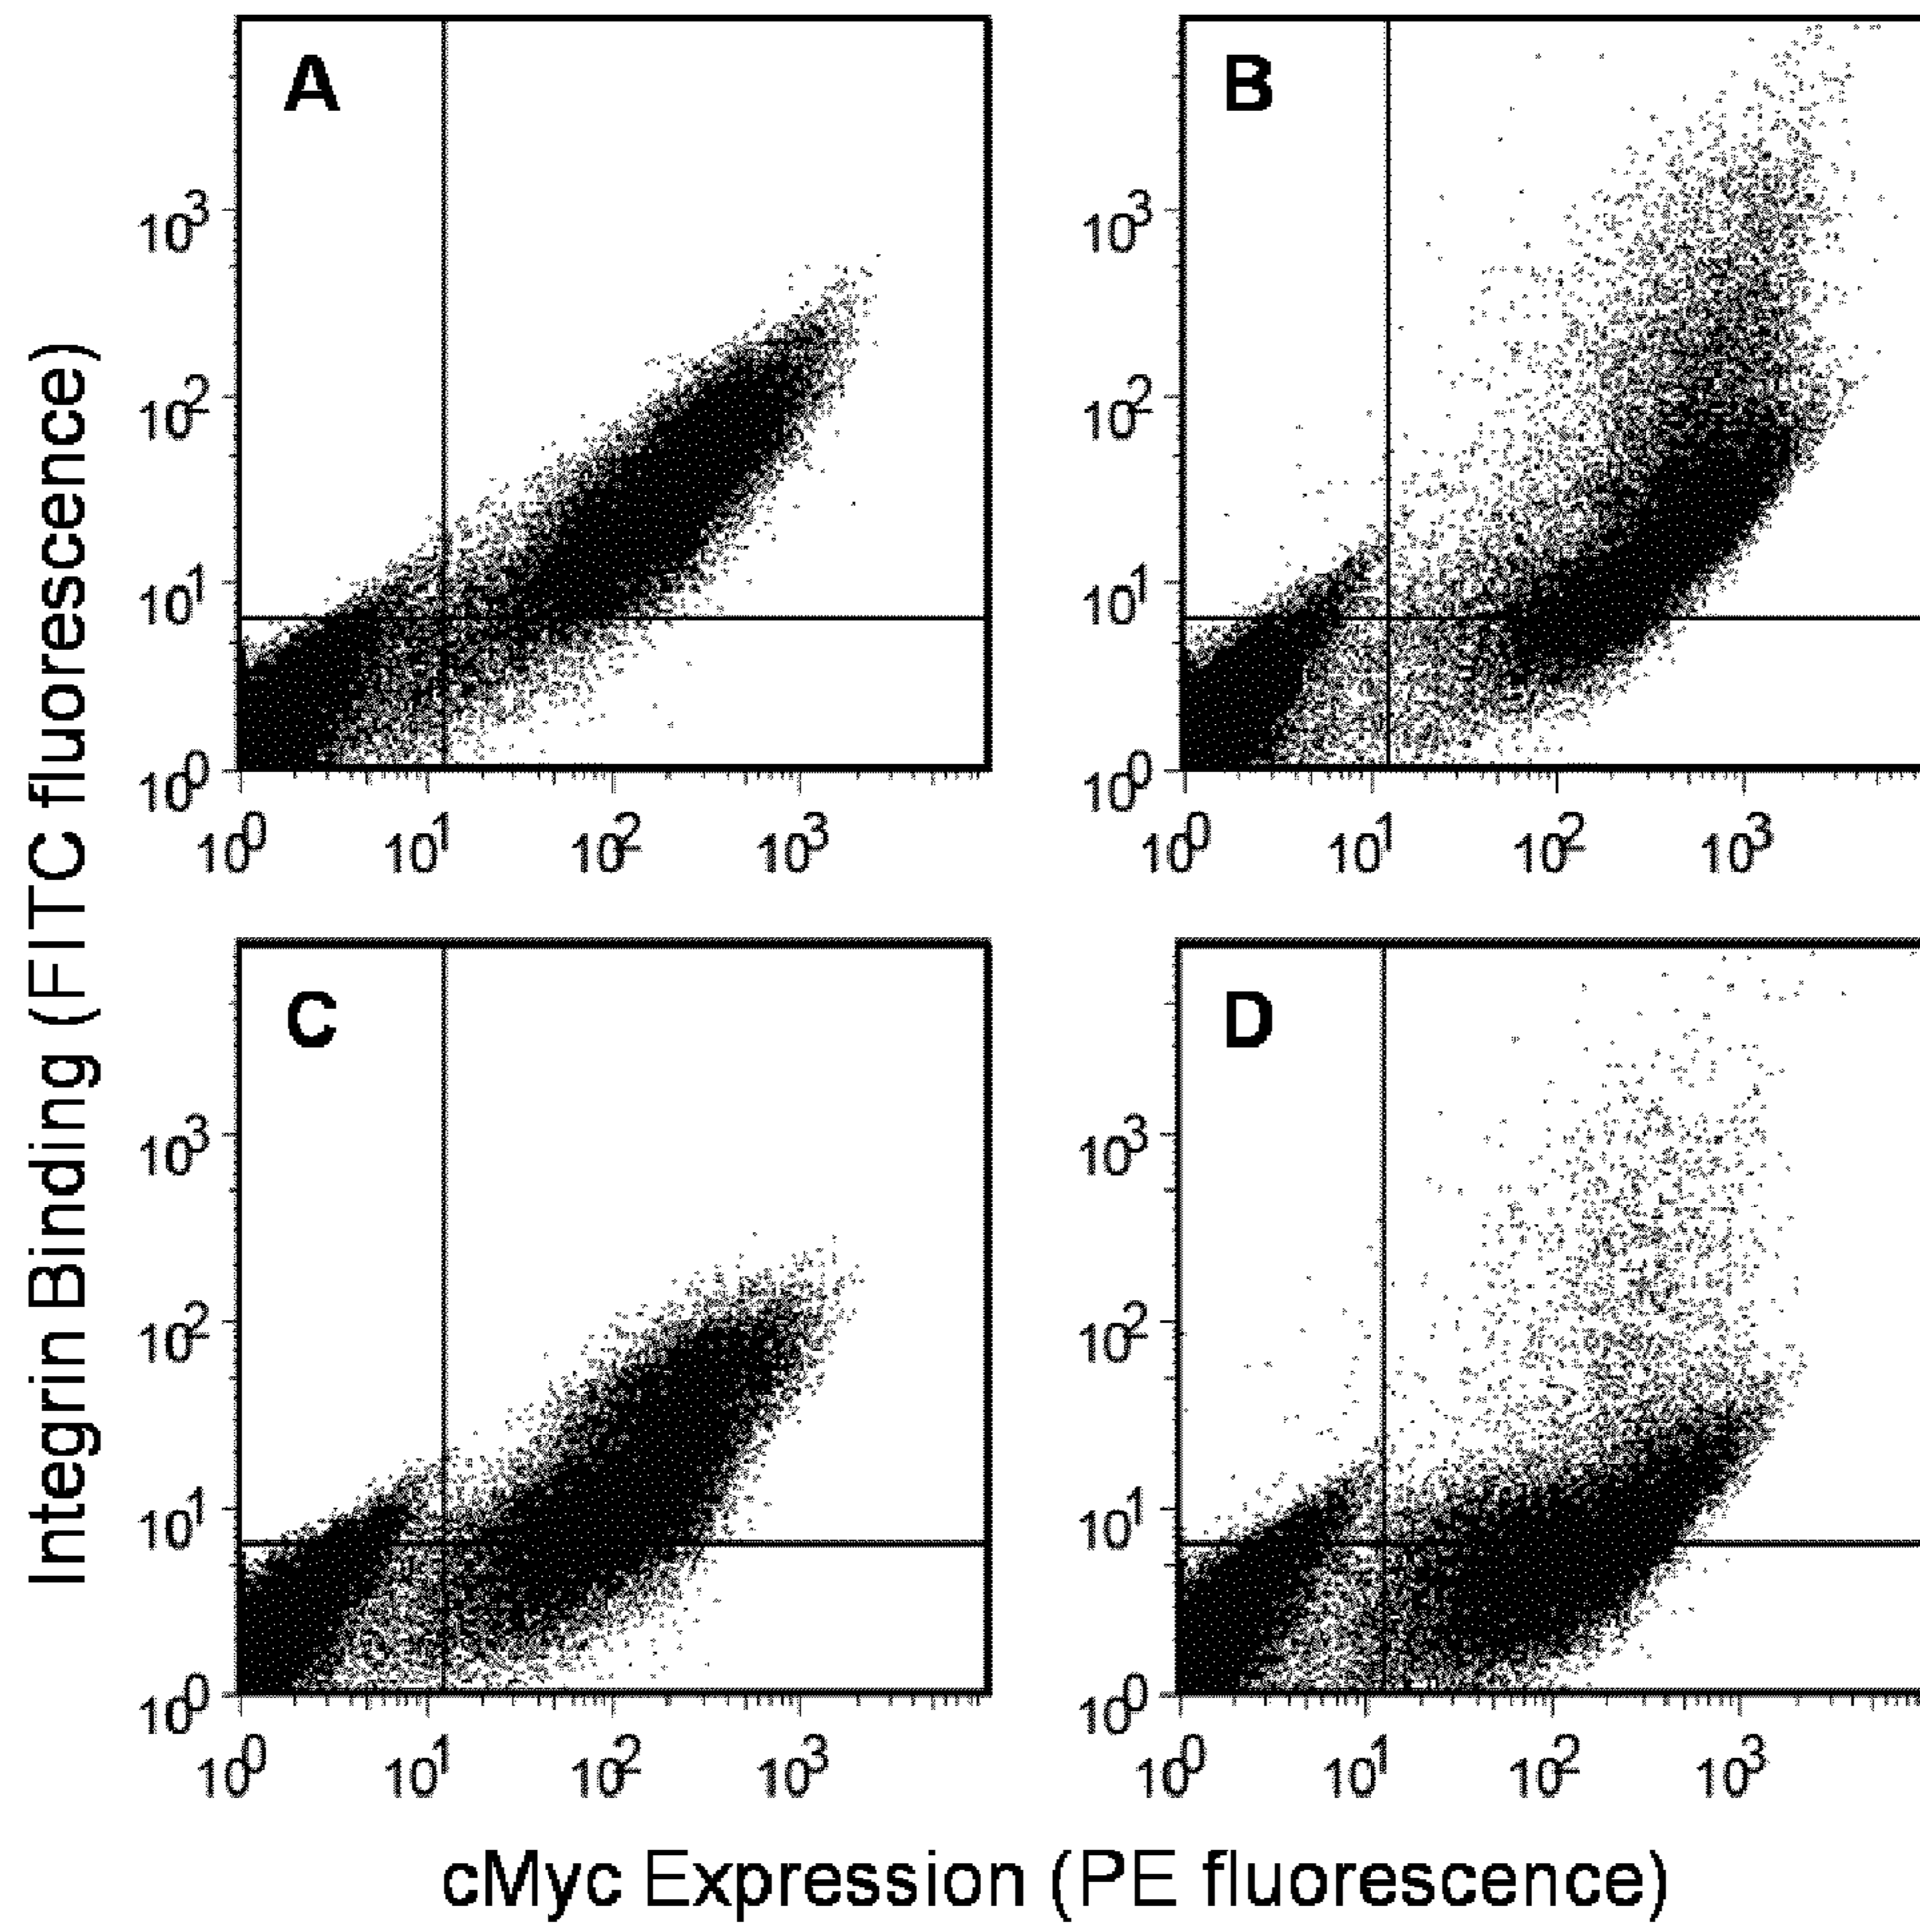 A
B
10³
10³
10²
10²
10¹
10¹
10⁰
10⁰
10⁰ 10¹ 10² 10³
10⁰ 10¹ 10² 10³
Integrin Binding (FITC fluorescence)
C
D
10³
10³
10²
10²
10¹
10¹
10⁰
10⁰
10⁰ 10¹ 10² 10³
10⁰ 10¹ 10² 10³
cMyc Expression (PE fluorescence)